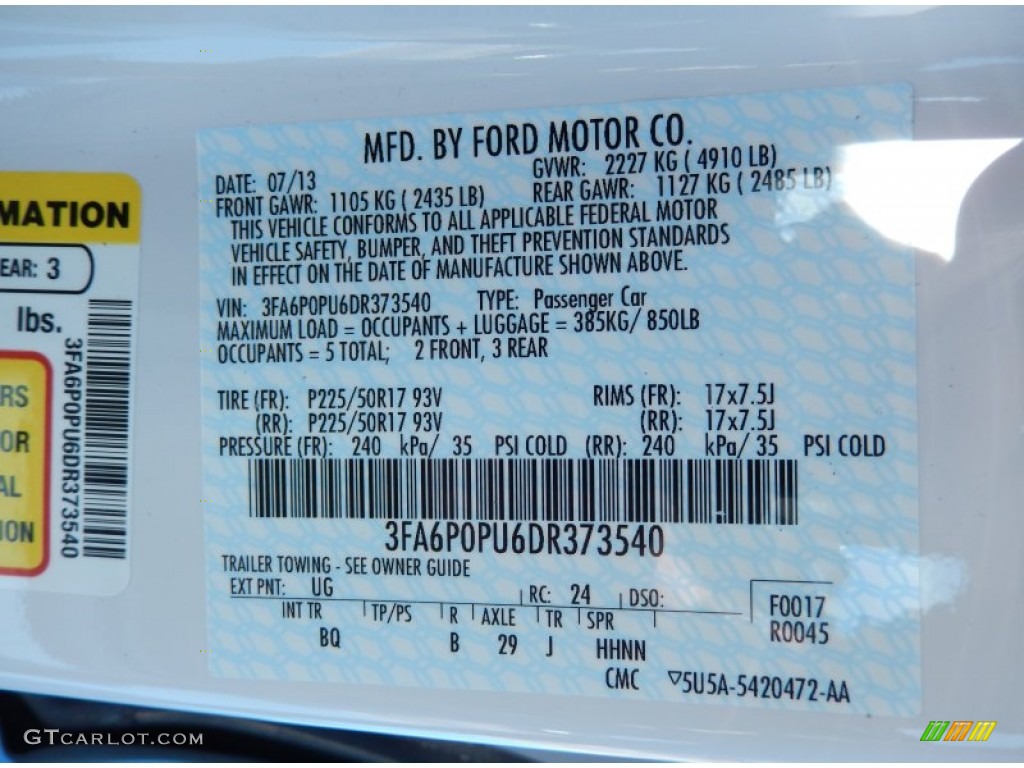 MFD. BY FORD MOTOR CO.
DATE: 07/13 GVWR: 2227 KG ( 4910 LB)
FRONT GAWR: 1105 KG ( 2435 LB) REAR GAWR: 1127 KG ( 2485 LB)
THIS VEHICLE CONFORMS TO ALL APPLICABLE FEDERAL MOTOR
VEHICLE SAFETY, BUMPER, AND THEFT PREVENTION STANDARDS
IN EFFECT ON THE DATE OF MANUFACTURE SHOWN ABOVE.
VIN: 3FA6P0PU6DR373540 TYPE: Passenger Car
MAXIMUM LOAD = OCCUPANTS + LUGGAGE = 385KG/ 850LB
OCCUPANTS = 5 TOTAL; 2 FRONT, 3 REAR
TIRE (FR): P225/50R17 93V RIMS (FR): 17x7.5J
(RR): P225/50R17 93V (RR): 17x7.5J
PRESSURE (FR): 240 kPa/ 35 PSI COLD (RR): 240 kPa/ 35 PSI COLD
3FA6P0PU6DR373540
TRAILER TOWING - SEE OWNER GUIDE
EXT PNT: UG RC: 24 DSO:
INT TR TP/PS R AXLE TR SPR
BQ B 29 J HHNN
F0017
R0045
CMC ▽5U5A-5420472-AA
MATION
EAR: 3
lbs.
3FA6P0PU6DR373540
RS
OR
AL
ION
GTCARLOT.COM